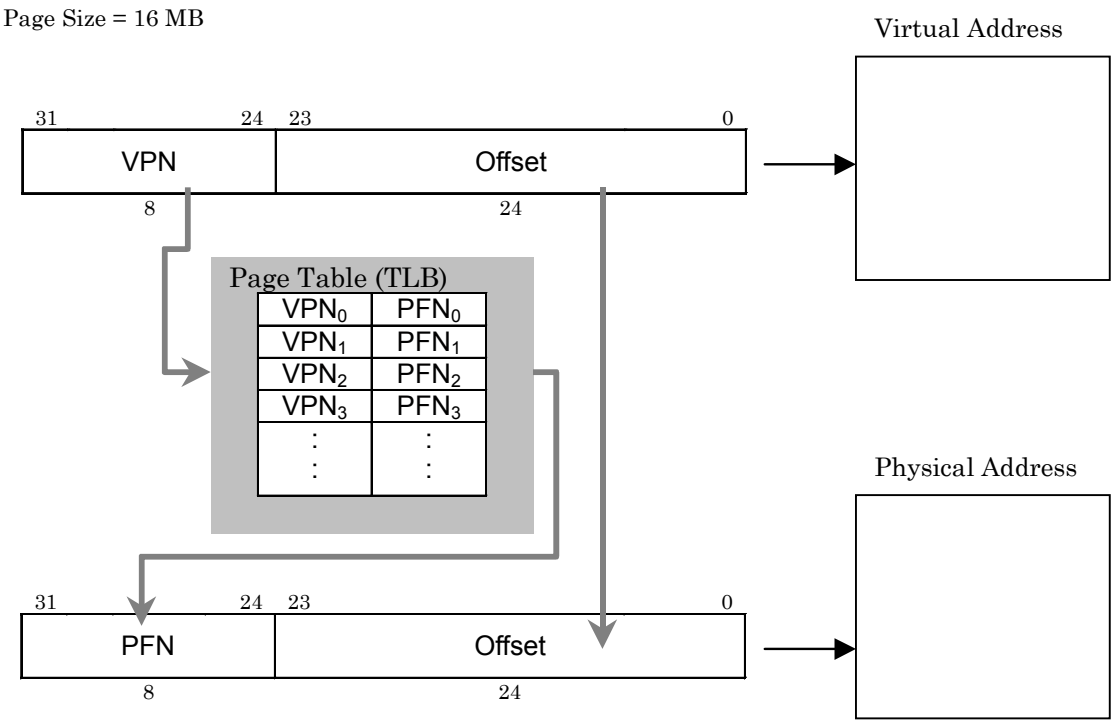 Page Size = 16 MB
Virtual Address
31 24 23 0
VPN Offset
8 24
Page Table (TLB)
VPN₀ PFN₀
VPN₁ PFN₁
VPN₂ PFN₂
VPN₃ PFN₃
: :
: :
Physical Address
31 24 23 0
PFN Offset
8 24